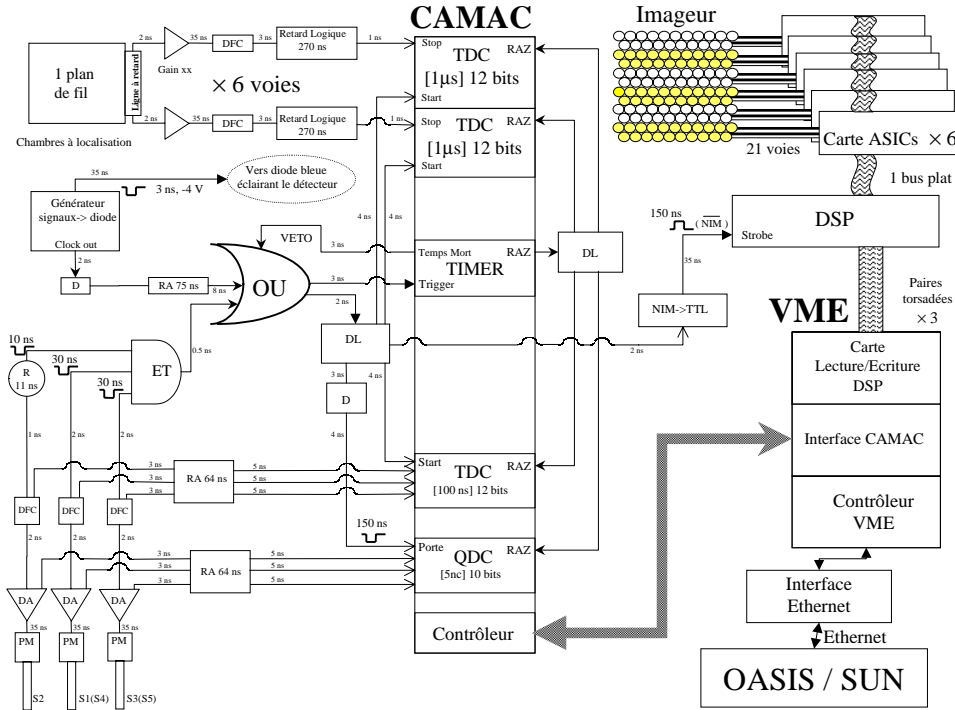 CAMAC
Imageur
1 plan
de fil
Ligne à retard
2 ns
35 ns
DFC
3 ns
Retard Logique
270 ns
1 ns
Gain xx
× 6 voies
2 ns
35 ns
DFC
3 ns
Retard Logique
270 ns
1 ns
Chambres à localisation
Stop
RAZ
TDC
[1µs] 12 bits
Start
Stop
RAZ
TDC
[1µs] 12 bits
Start
21 voies
Carte ASICs × 6
1 bus plat
35 ns
3 ns, -4 V
Vers diode bleue
éclairant le détecteur
Générateur
signaux-> diode
Clock out
2 ns
D
RA 75 ns
8 ns
OU
VETO
3 ns
3 ns
2 ns
4 ns
4 ns
Temps Mort
RAZ
TIMER
Trigger
DL
150 ns
(NIM)
Strobe
DSP
35 ns
NIM->TTL
2 ns
Paires
torsadées
× 3
VME
DL
3 ns
4 ns
D
4 ns
10 ns
R
11 ns
30 ns
30 ns
ET
0.5 ns
1 ns
2 ns
2 ns
Carte
Lecture/Ecriture
DSP
Interface CAMAC
Contrôleur
VME
3 ns
3 ns
3 ns
RA 64 ns
5 ns
5 ns
5 ns
Start
RAZ
TDC
[100 ns] 12 bits
DFC
DFC
DFC
2 ns
2 ns
2 ns
150 ns
3 ns
3 ns
3 ns
RA 64 ns
5 ns
5 ns
5 ns
Porte
RAZ
QDC
[5nc] 10 bits
DA
DA
DA
35 ns
35 ns
35 ns
PM
PM
PM
Contrôleur
Interface
Ethernet
Ethernet
OASIS / SUN
S2
S1(S4)
S3(S5)